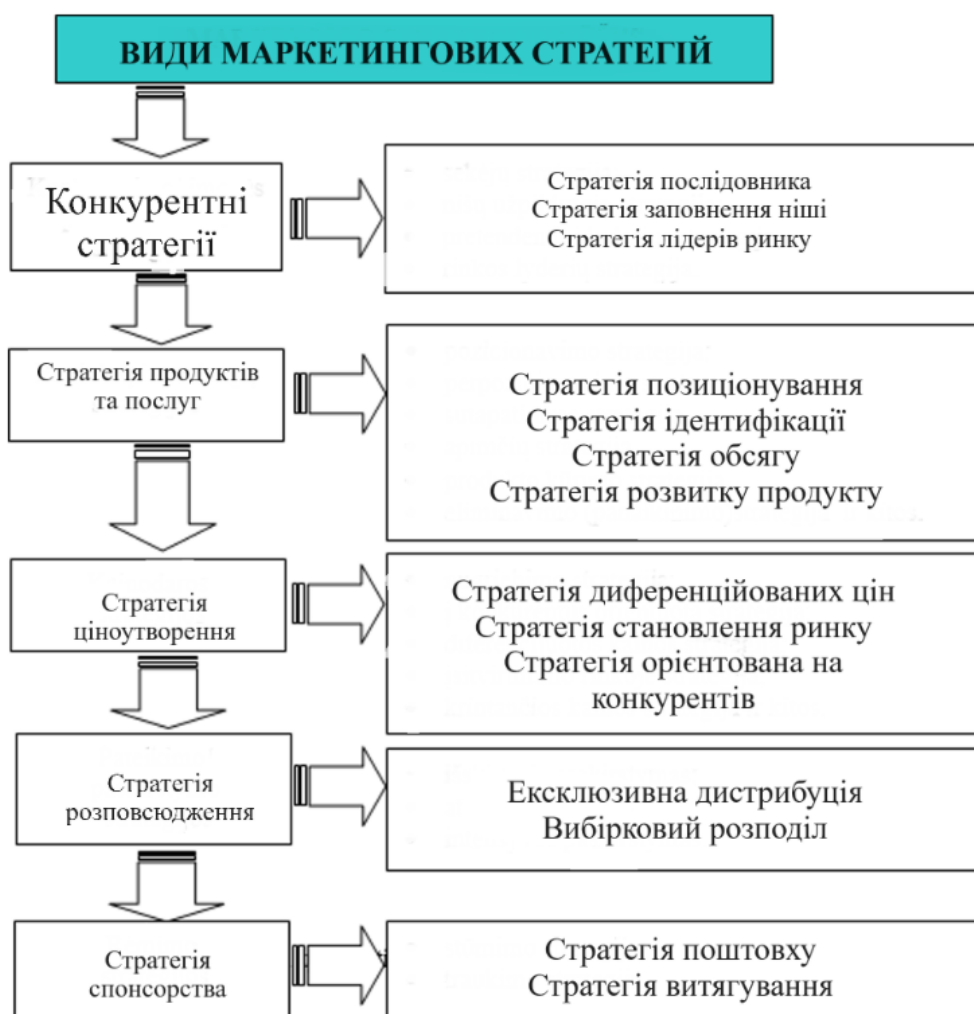 ВИДИ МАРКЕТИНГОВИХ СТРАТЕГІЙ
Конкурентні
стратегії
Стратегія послідовника
Стратегія заповнення ніші
Стратегія лідерів ринку
Стратегія продуктів
та послуг
Стратегія позиціонування
Стратегія ідентифікації
Стратегія обсягу
Стратегія розвитку продукту
Стратегія
ціноутворення
Стратегія диференційованих цін
Стратегія становлення ринку
Стратегія орієнтована на
конкурентів
Стратегія
розповсюдження
Ексклюзивна дистрибуція
Вибірковий розподіл
Стратегія
спонсорства
Стратегія поштовху
Стратегія витягування